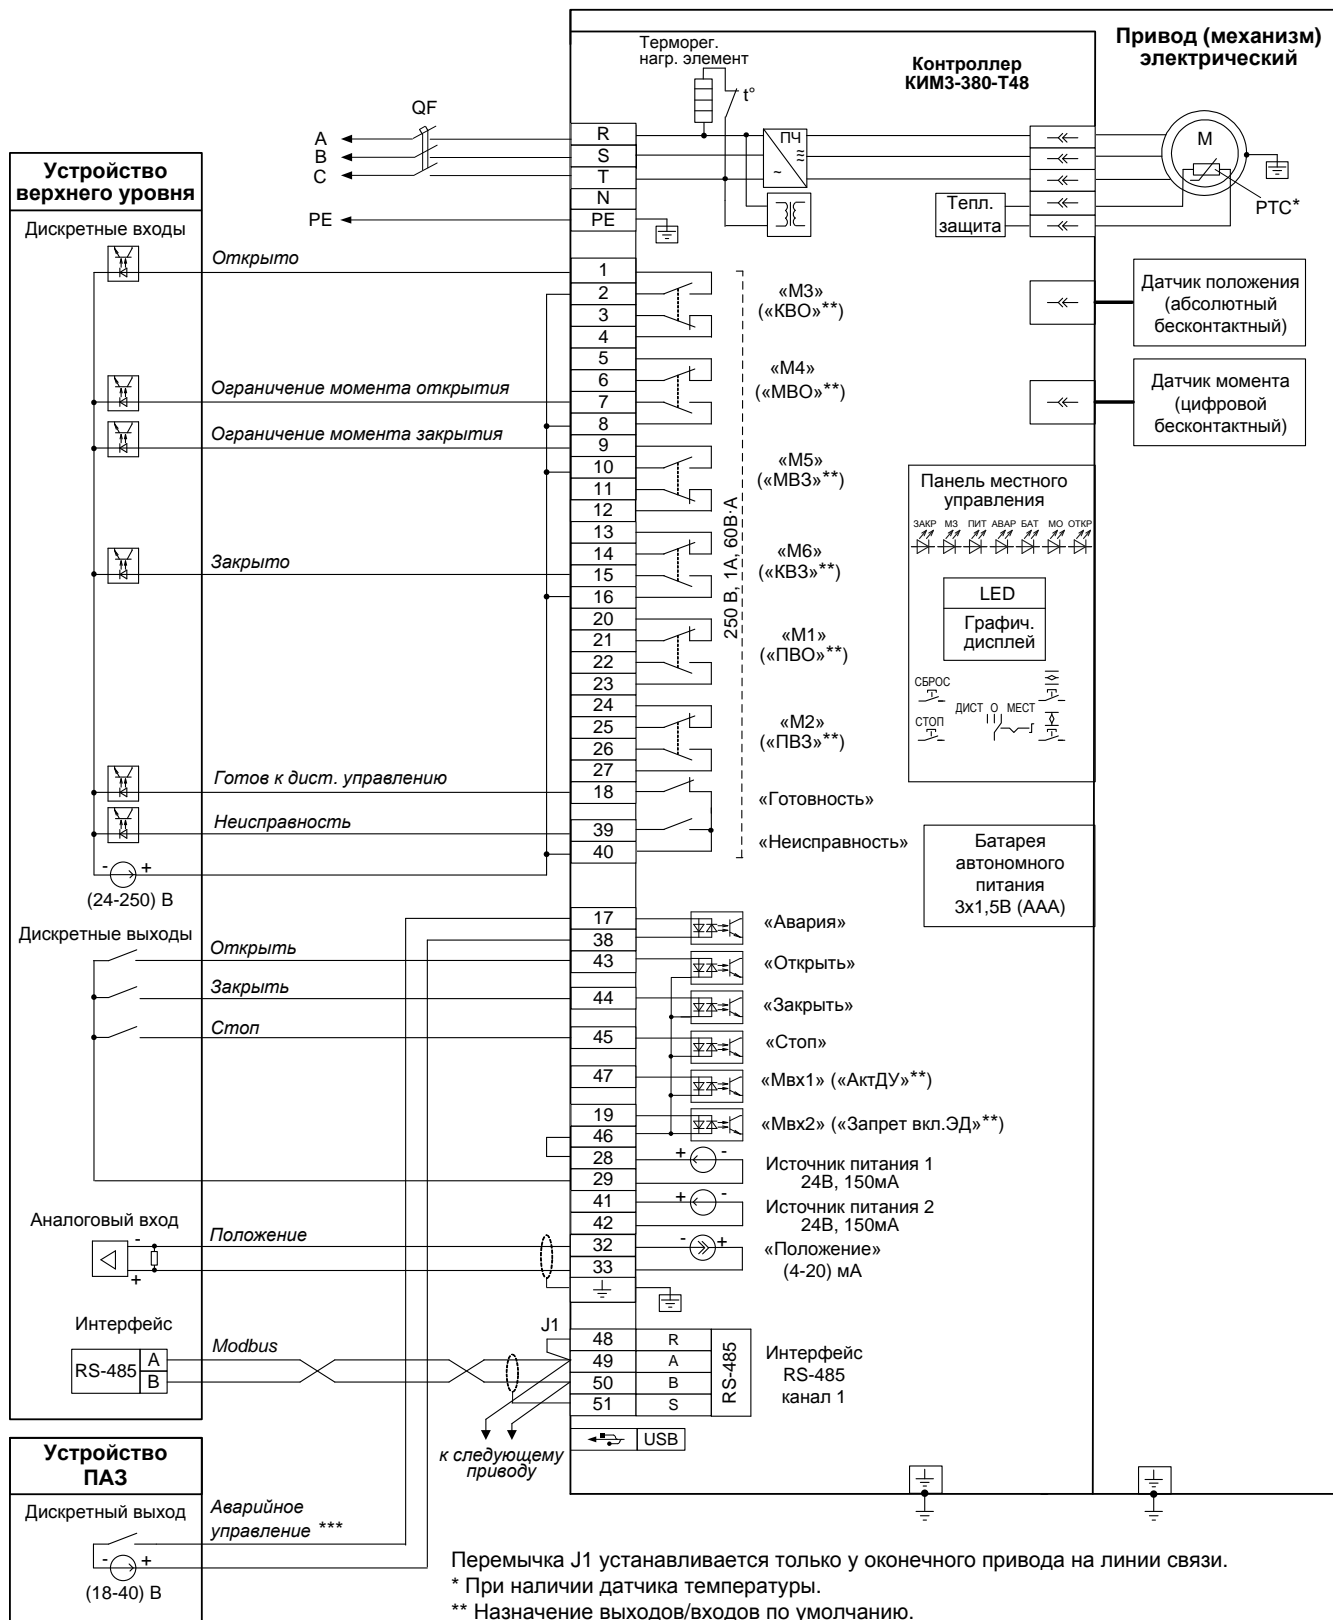 Привод (механизм)
электрический
Контроллер
КИМ3-380-Т48
Терморег.
нагр. элемент
t°
QF
A
B
C
PE
R
S
T
N
PE
ПЧ
~
M
PTC*
Тепл.
защита
Устройство
верхнего уровня
Дискретные входы
Открыто
Ограничение момента открытия
Ограничение момента закрытия
Закрыто
Готов к дист. управлению
Неисправность
- +
(24-250) В
1
2
3
4
5
6
7
8
9
10
11
12
13
14
15
16
20
21
22
23
24
25
26
27
18
39
40
250 В, 1А, 60В·А
«М3»
(«КВО»**)
«М4»
(«МВО»**)
«М5»
(«МВЗ»**)
«М6»
(«КВЗ»**)
«М1»
(«ПВО»**)
«М2»
(«ПВЗ»**)
«Готовность»
«Неисправность»
Датчик положения
(абсолютный
бесконтактный)
Датчик момента
(цифровой
бесконтактный)
Панель местного
управления
ЗАКР МЗ ПИТ АВАР БАТ МО ОТКР
LED
Графич.
дисплей
СБРОС
СТОП
ДИСТ О МЕСТ
Батарея
автономного
питания
3х1,5В (ААА)
Дискретные выходы
Открыть
Закрыть
Стоп
17
38
43
44
45
47
19
46
28
29
41
42
32
33
«Авария»
«Открыть»
«Закрыть»
«Стоп»
«Мвх1» («АктДУ»**)
«Мвх2» («Запрет вкл.ЭД»**)
+ -
Источник питания 1
24В, 150мА
+ -
Источник питания 2
24В, 150мА
- +
«Положение»
(4-20) мА
Аналоговый вход
-
+
Положение
Интерфейс
RS-485
A
B
Modbus
J1
48 R
49 A
50 B
51 S
RS-485
Интерфейс
RS-485
канал 1
USB
к следующему
приводу
Устройство
ПАЗ
Дискретный выход
Аварийное
управление ***
- +
(18-40) В
Перемычка J1 устанавливается только у оконечного привода на линии связи.
* При наличии датчика температуры.
** Назначение выходов/входов по умолчанию.